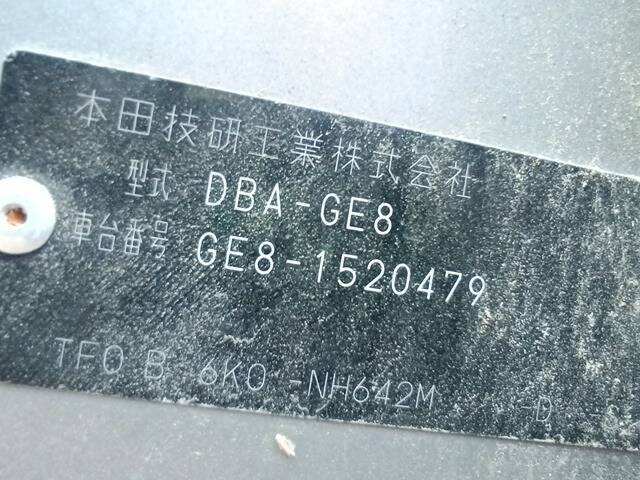 本田技研工業株式会社
型式 DBA-GE8
車台番号 GE8-1520479
TF0 B 6K0 -NH642M -D